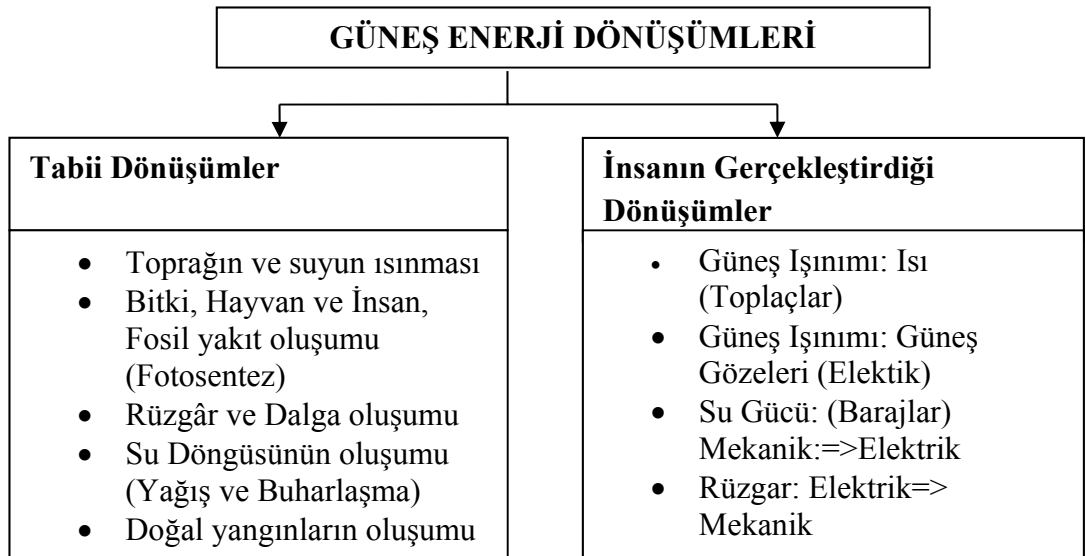 GÜNEŞ ENERJİ DÖNÜŞÜMLERİ
Tabii Dönüşümler
• Toprağın ve suyun ısınması
• Bitki, Hayvan ve İnsan,
Fosil yakıt oluşumu
(Fotosentez)
• Rüzgâr ve Dalga oluşumu
• Su Döngüsünün oluşumu
(Yağış ve Buharlaşma)
• Doğal yangınların oluşumu
İnsanın Gerçekleştirdiği
Dönüşümler
• Güneş Işınımı: Isı
(Toplaçlar)
• Güneş Işınımı: Güneş
Gözeleri (Elektik)
• Su Gücü: (Barajlar)
Mekanik:=>Elektrik
• Rüzgar: Elektrik=>
Mekanik